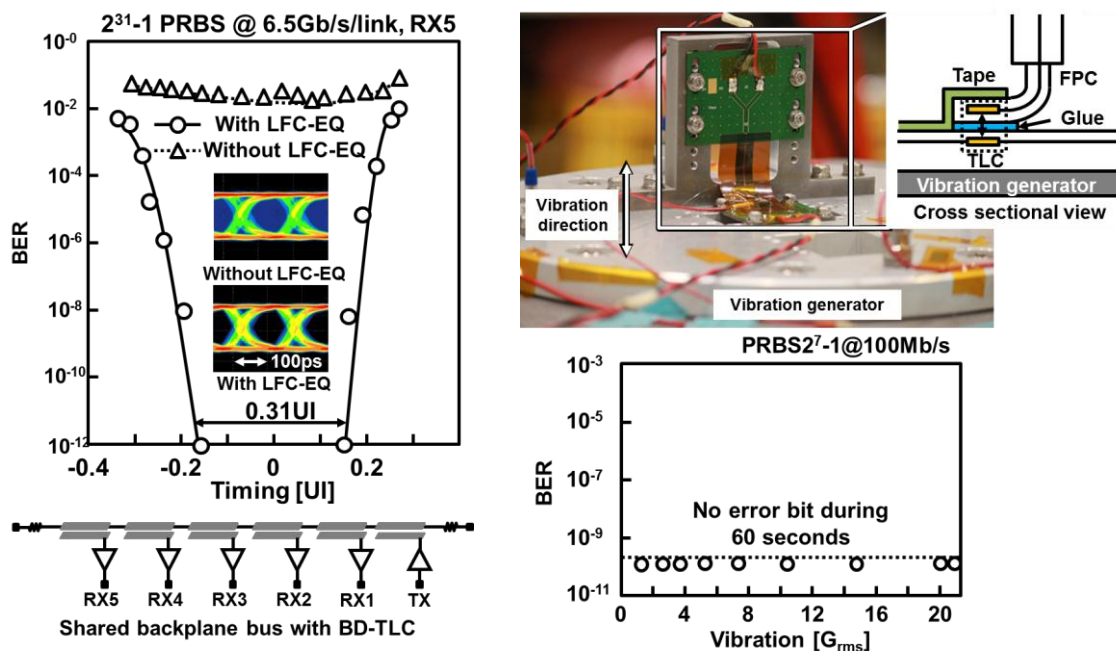 2³¹-1 PRBS @ 6.5Gb/s/link, RX5
10⁻⁰
10⁻²
10⁻⁴
10⁻⁶
10⁻⁸
10⁻¹⁰
10⁻¹²
BER
With LFC-EQ
Without LFC-EQ
Without LFC-EQ
100ps
With LFC-EQ
0.31UI
-0.4
-0.2
0
0.2
Timing [UI]
RX5
RX4
RX3
RX2
RX1
TX
Shared backplane bus with BD-TLC
Vibration
direction
Vibration generator
Tape
FPC
Glue
TLC
Vibration generator
Cross sectional view
PRBS2⁷-1@100Mb/s
10⁻³
10⁻⁵
10⁻⁷
10⁻⁹
10⁻¹¹
BER
No error bit during
60 seconds
0
4
8
12
16
20
Vibration [Grms]